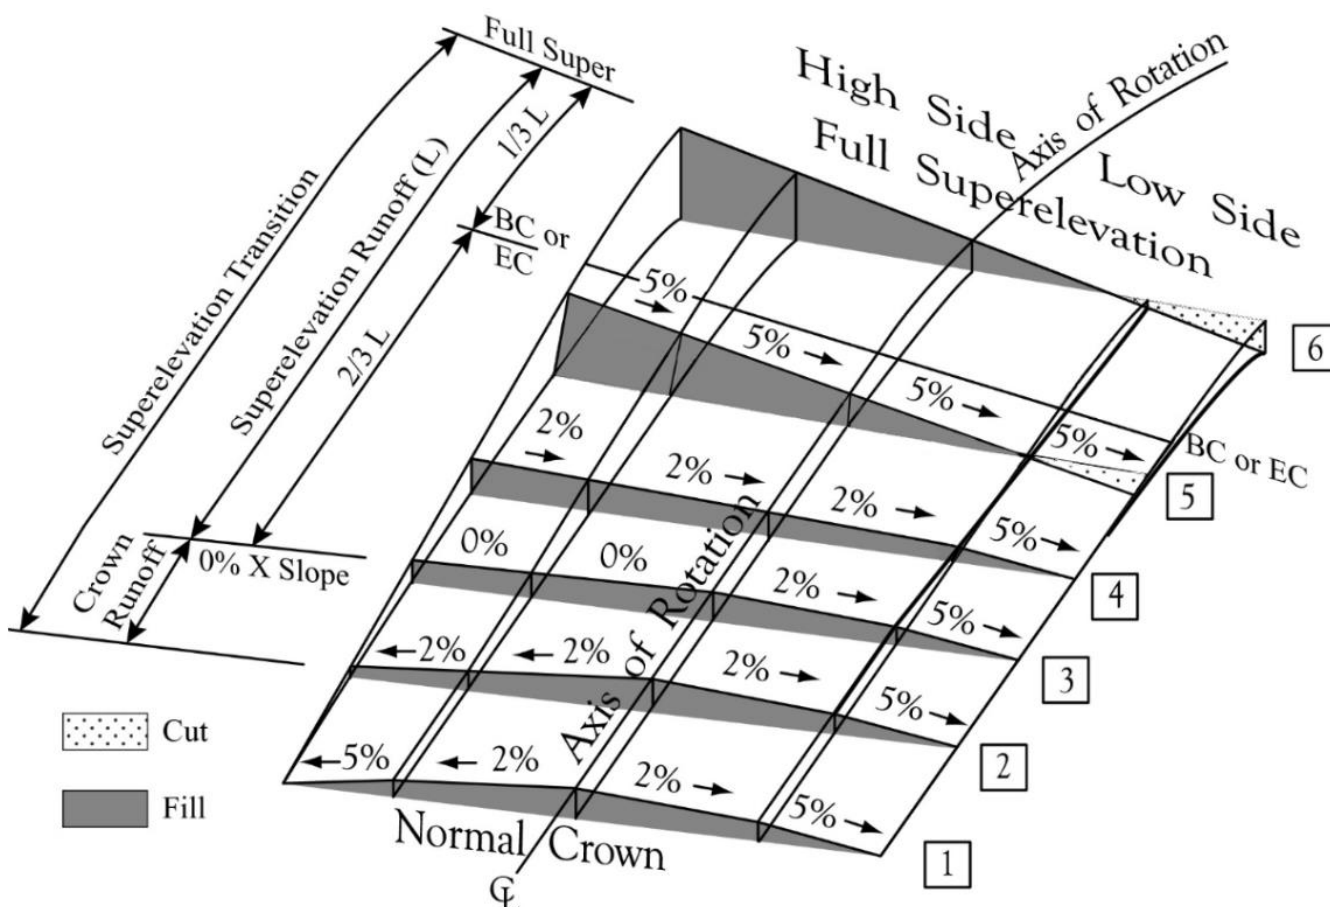 Full Super
High Side
Full Superelevation
Axis of Rotation
Low Side
1/3 L
Superelevation Runoff (L)
Superelevation Transition
BC or
EC
2/3 L
Crown
Runoff
0% X Slope
5%
5%
5%
5%
BC or EC
6
5
2%
2%
2%
5%
4
0%
0%
2%
5%
3
Axis of Rotation
2%
2%
2%
5%
2
5%
2%
2%
5%
1
Cut
Fill
Normal Crown
℄